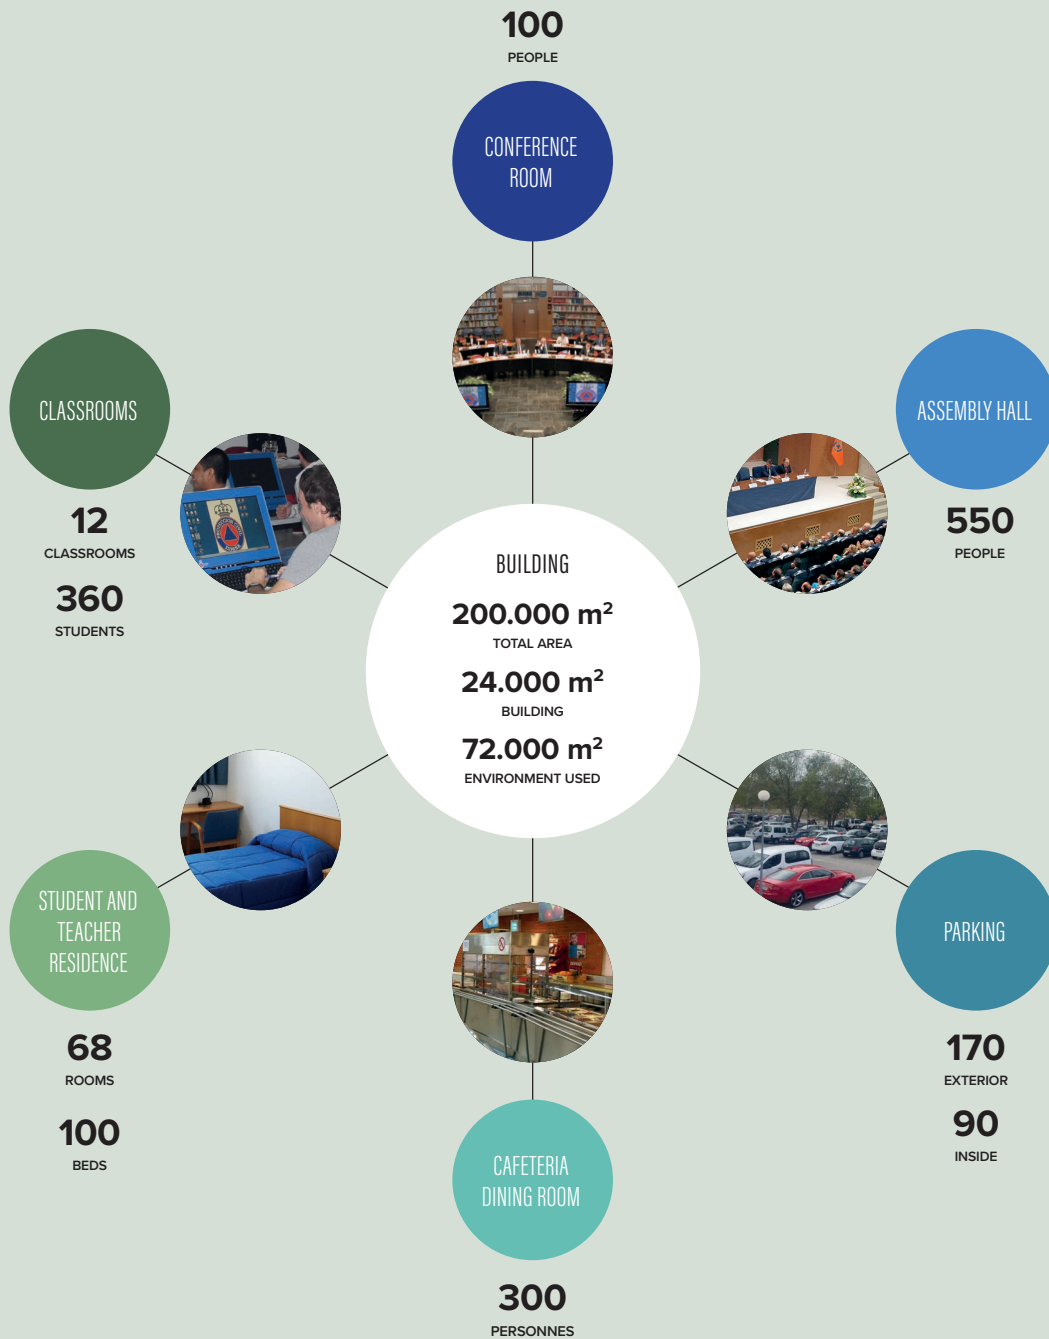 100
PEOPLE
CONFERENCE
ROOM
CLASSROOMS
12
CLASSROOMS
360
STUDENTS
ASSEMBLY HALL
550
PEOPLE
BUILDING
200.000 m²
TOTAL AREA
24.000 m²
BUILDING
72.000 m²
ENVIRONMENT USED
STUDENT AND
TEACHER
RESIDENCE
68
ROOMS
100
BEDS
PARKING
170
EXTERIOR
90
INSIDE
CAFETERIA
DINING ROOM
300
PERSONNES